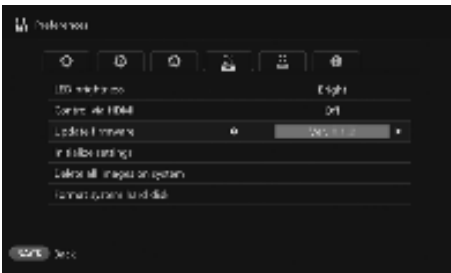 Preferences
LED brightness Bright
Control via HDMI Off
Update firmware Ver.
Initialize settings
Delete all images on system
Format system hard disk
Back